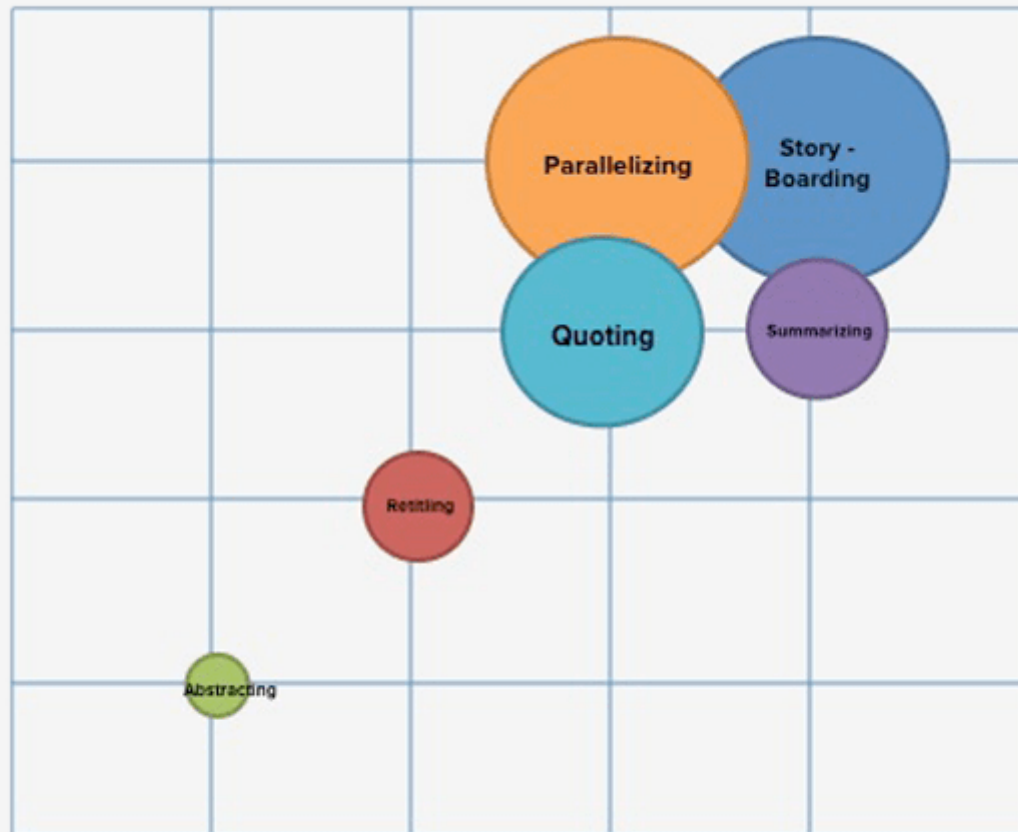 Story -
Boarding
Parallelizing
Quoting
Summarizing
Retitling
Abstracting